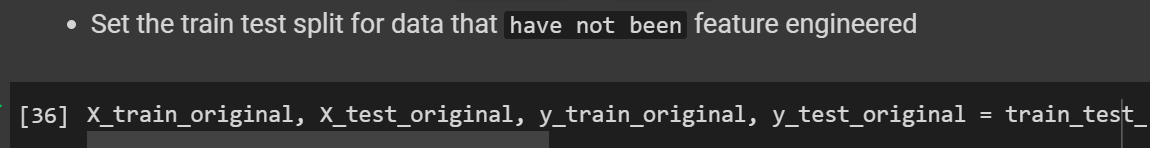 • Set the train test split for data that have not been feature engineered
[36] X_train_original, X_test_original, y_train_original, y_test_original = train_test_